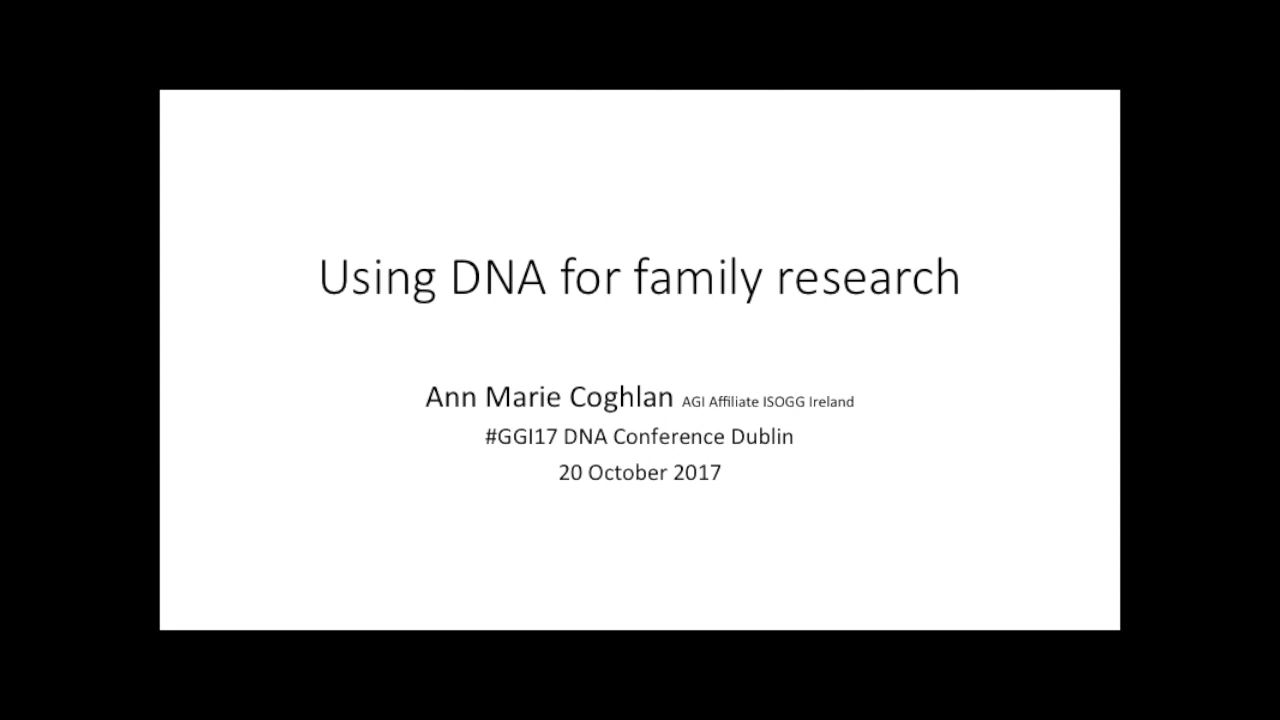 Using DNA for family research
Ann Marie Coghlan AGI Affiliate ISOGG Ireland
#GGI17 DNA Conference Dublin
20 October 2017